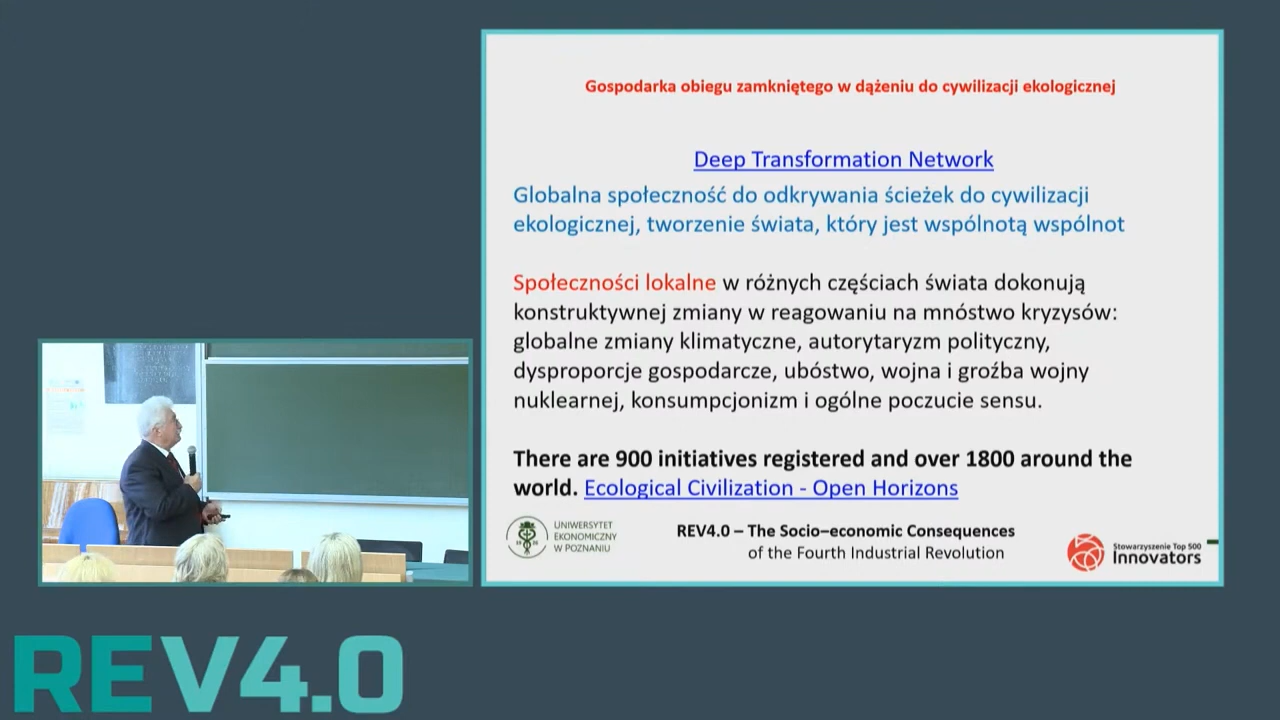 Gospodarka obiegu zamkniętego w dążeniu do cywilizacji ekologicznej
Deep Transformation Network
Globalna społeczność do odkrywania ścieżek do cywilizacji
ekologicznej, tworzenie świata, który jest wspólnotą wspólnot
Społeczności lokalne w różnych częściach świata dokonują
konstruktywnej zmiany w reagowaniu na mnóstwo kryzysów:
globalne zmiany klimatyczne, autorytaryzm polityczny,
dysproporcje gospodarcze, ubóstwo, wojna i groźba wojny
nuklearnej, konsumpcjonizm i ogólne poczucie sensu.
There are 900 initiatives registered and over 1800 around the
world. Ecological Civilization - Open Horizons
UNIWERSYTET
EKONOMICZNY
W POZNANIU
REV4.0 – The Socio–economic Consequences
of the Fourth Industrial Revolution
Stowarzyszenie Top 500
Innovators
REV4.0